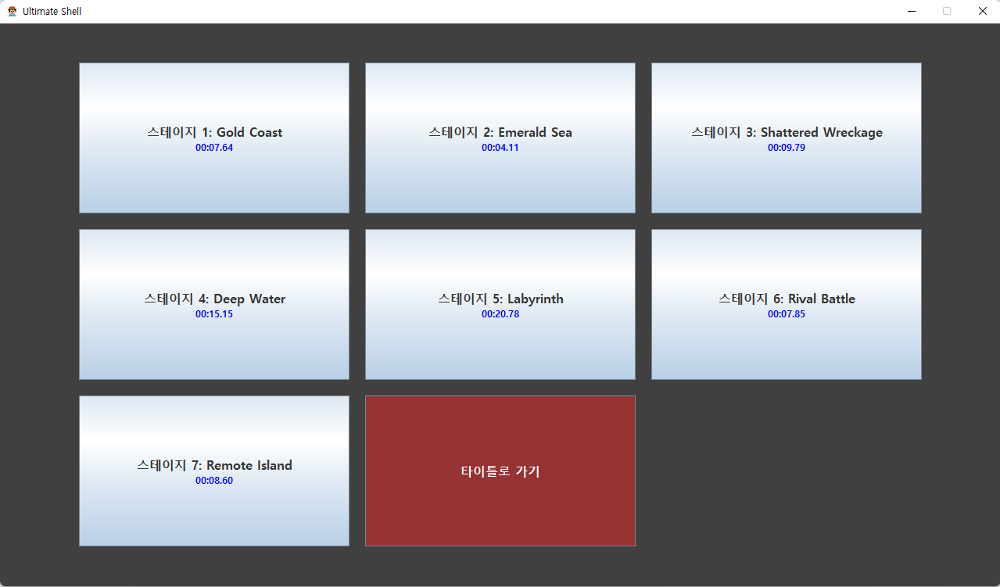 Ultimate Shell
스테이지 1: Gold Coast
00:07.64
스테이지 2: Emerald Sea
00:04.11
스테이지 3: Shattered Wreckage
00:09.79
스테이지 4: Deep Water
00:15.15
스테이지 5: Labyrinth
00:20.78
스테이지 6: Rival Battle
00:07.85
스테이지 7: Remote Island
00:08.60
타이틀로 가기